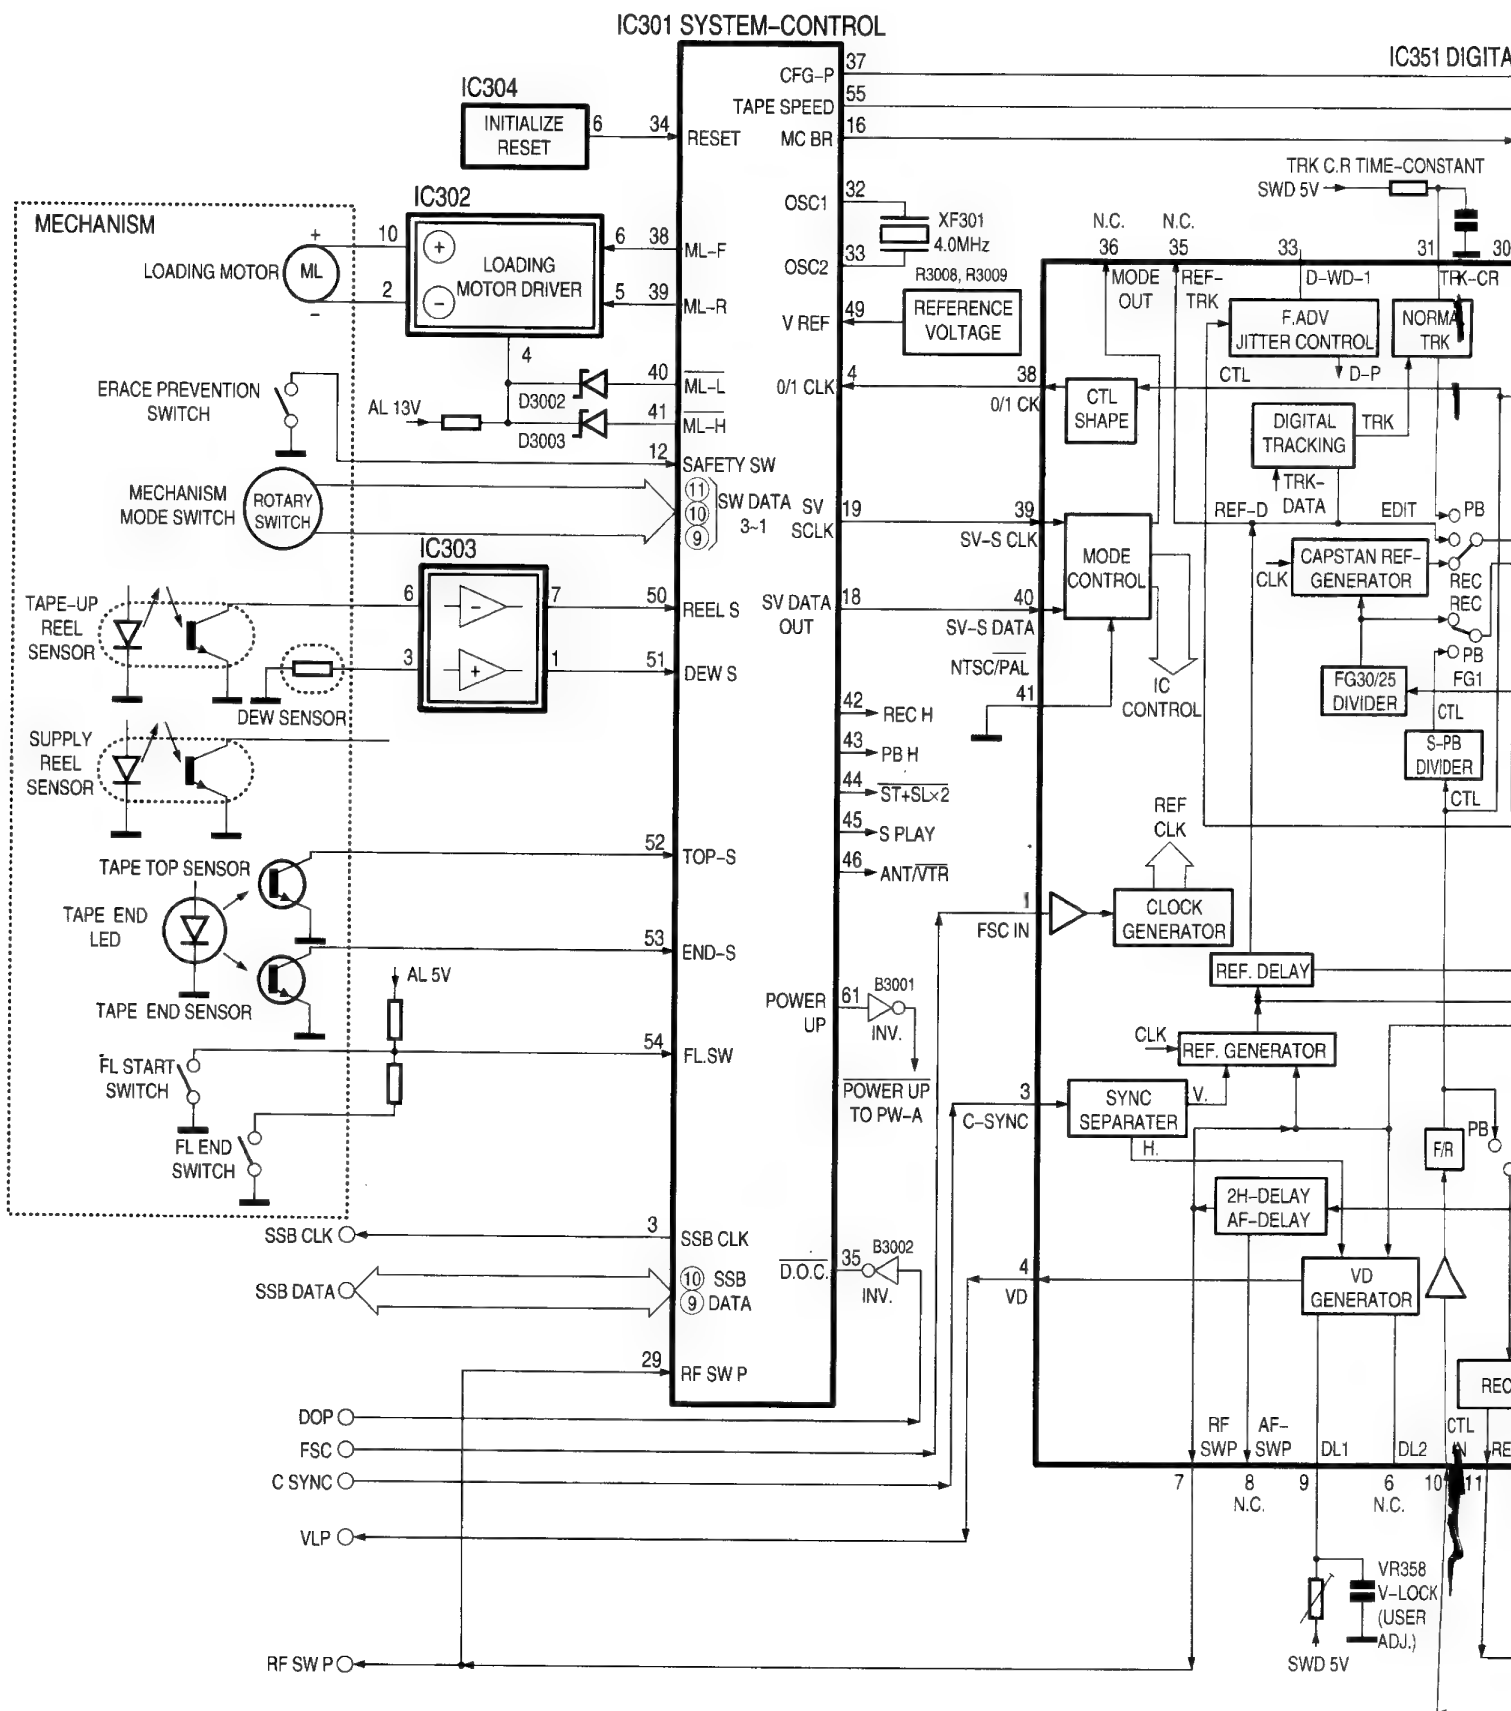 IC301 SYSTEM-CONTROL
IC351 DIGITA
IC304
INITIALIZE
RESET
6
34
RESET
CFG-P
37
TAPE SPEED
55
MC BR
16
TRK C.R TIME-CONSTANT
SWD 5V
MECHANISM
LOADING MOTOR
ML
+
-
10
2
IC302
+
-
LOADING
MOTOR DRIVER
6
38
ML-F
5
39
ML-R
4
OSC1
32
XF301
4.0MHz
OSC2
33
R3008, R3009
V REF
49
REFERENCE
VOLTAGE
N.C.
36
N.C.
35
33
31
30
MODE
OUT
REF-
TRK
D-WD-1
TRK-CR
F.ADV
JITTER CONTROL
D-P
NORMA
TRK
ERACE PREVENTION
SWITCH
AL 13V
D3002
40
ML-L
D3003
41
ML-H
0/1 CLK
4
38
0/1 CK
CTL
SHAPE
CTL
DIGITAL
TRACKING
TRK
TRK-
DATA
12
SAFETY SW
MECHANISM
MODE SWITCH
ROTARY
SWITCH
11
10
9
SW DATA
3~1
SV
SCLK
19
39
SV-S CLK
MODE
CONTROL
REF-D
EDIT
PB
CLK
CAPSTAN REF-
GENERATOR
REC
REC
PB
IC303
TAPE-UP
REEL
SENSOR
6
-
7
50
REEL S
SV DATA
OUT
18
40
SV-S DATA
DEW SENSOR
3
+
1
51
DEW S
NTSC/PAL
41
IC
CONTROL
FG30/25
DIVIDER
FG1
CTL
S-PB
DIVIDER
CTL
SUPPLY
REEL
SENSOR
42
REC H
43
PB H
44
ST+SL×2
45
S PLAY
46
ANT/VTR
REF
CLK
TAPE TOP SENSOR
52
TOP-S
TAPE END
LED
53
END-S
TAPE END SENSOR
1
FSC IN
CLOCK
GENERATOR
REF. DELAY
AL 5V
POWER
UP
61
B3001
INV.
POWER UP
TO PW-A
CLK
REF. GENERATOR
FL START
SWITCH
54
FL.SW
FL END
SWITCH
3
C-SYNC
SYNC
SEPARATER
V.
H.
F/R
PB
2H-DELAY
AF-DELAY
SSB CLK
3
SSB CLK
SSB DATA
10
9
SSB
DATA
D.O.C.
35
B3002
INV.
4
VD
VD
GENERATOR
29
RF SW P
REC
DOP
FSC
C SYNC
VLP
RF
SWP
AF-
SWP
DL1
DL2
CTL
RE
7
8
N.C.
9
6
N.C.
10
11
VR358
V-LOCK
(USER
ADJ.)
SWD 5V
RF SW P